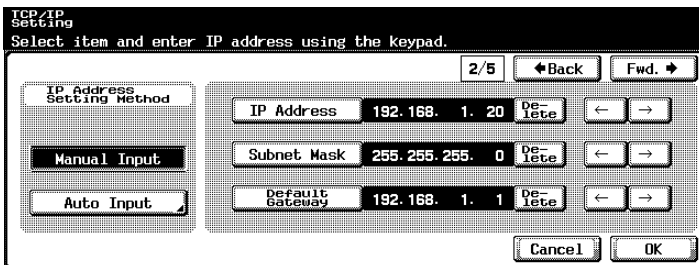 TCP/IP
Setting
Select item and enter IP address using the keypad.
2/5 ←Back Fwd. →
IP Address
Setting Method
IP Address 192.168. 1. 20 De-
lete ← →
Manual Input
Subnet Mask 255.255.255. 0 De-
lete ← →
Auto Input
Default
Gateway 192.168. 1. 1 De-
lete ← →
Cancel OK